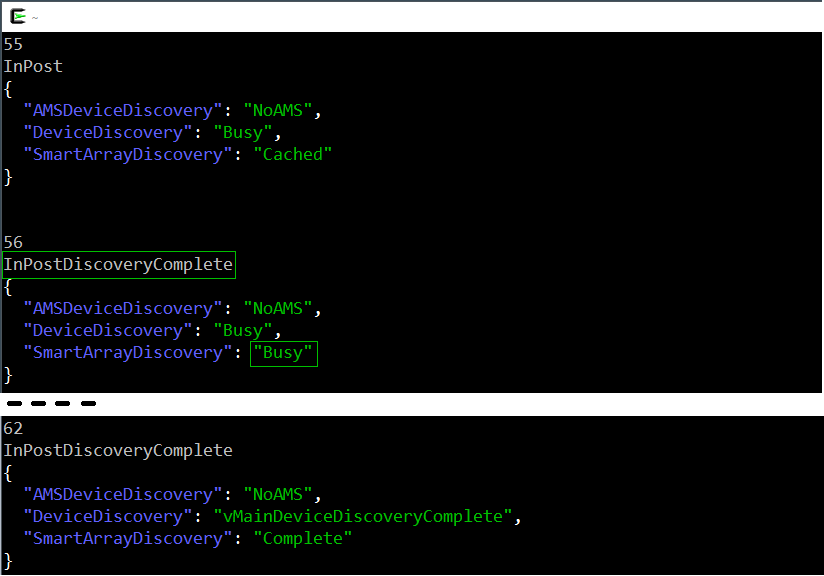 ~
55
InPost
{
  "AMSDeviceDiscovery": "NoAMS",
  "DeviceDiscovery": "Busy",
  "SmartArrayDiscovery": "Cached"
}
56
InPostDiscoveryComplete
{
  "AMSDeviceDiscovery": "NoAMS",
  "DeviceDiscovery": "Busy",
  "SmartArrayDiscovery": "Busy"
}
62
InPostDiscoveryComplete
{
  "AMSDeviceDiscovery": "NoAMS",
  "DeviceDiscovery": "vMainDeviceDiscoveryComplete",
  "SmartArrayDiscovery": "Complete"
}